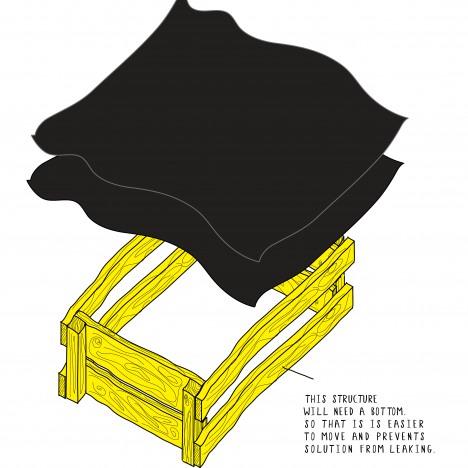 THIS STRUCTURE
WILL NEED A BOTTOM.
SO THAT IS IS EASIER
TO MOVE AND PREVENTS
SOLUTION FROM LEAKING.